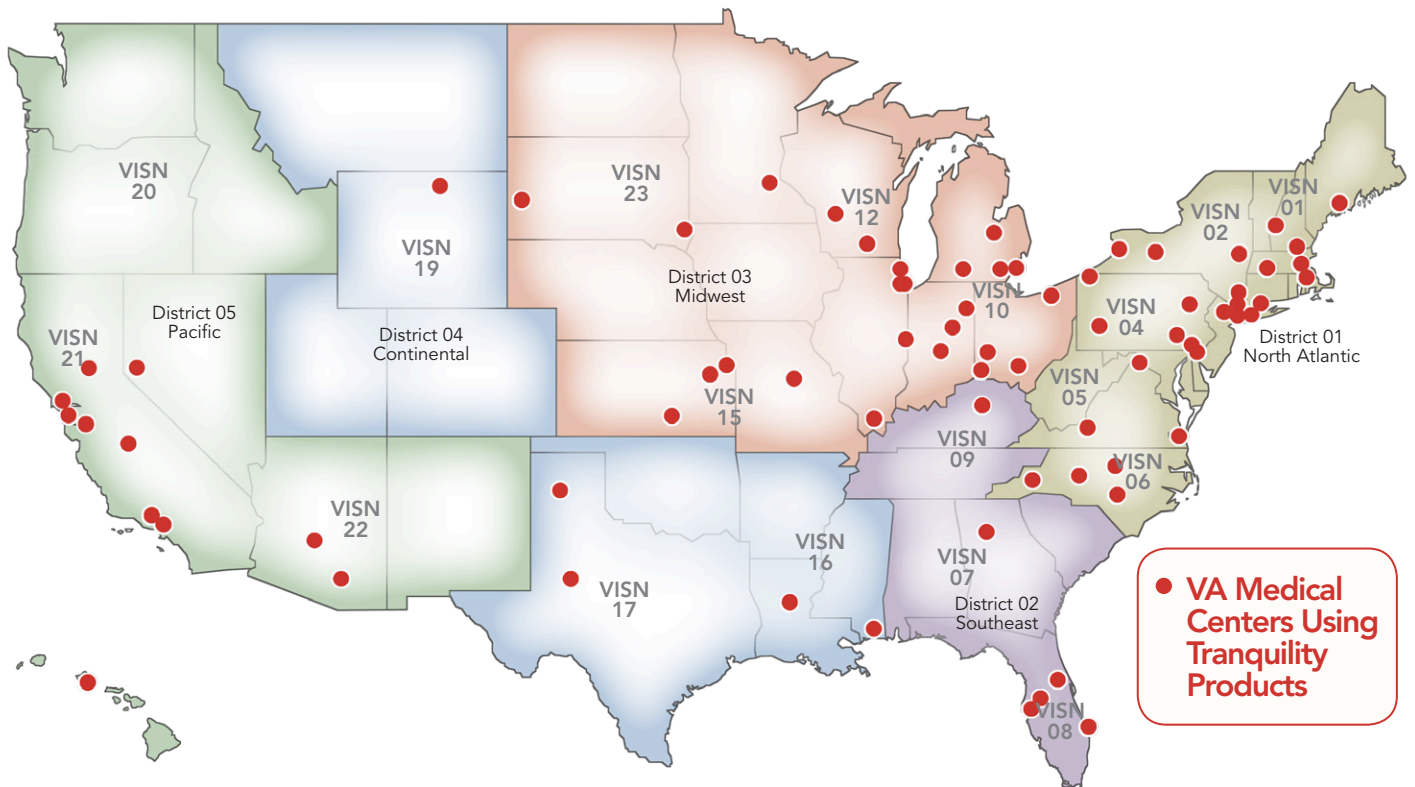 VISN
20
VISN
19
VISN
23
VISN
12
VISN
10
VISN
02
VISN
01
VISN
04
VISN
05
VISN
06
District 01
North Atlantic
District 03
Midwest
District 05
Pacific
District 04
Continental
VISN
21
VISN
15
VISN
09
VISN
22
VISN
17
VISN
16
VISN
07
District 02
Southeast
VISN
08
VA Medical
Centers Using
Tranquility
Products